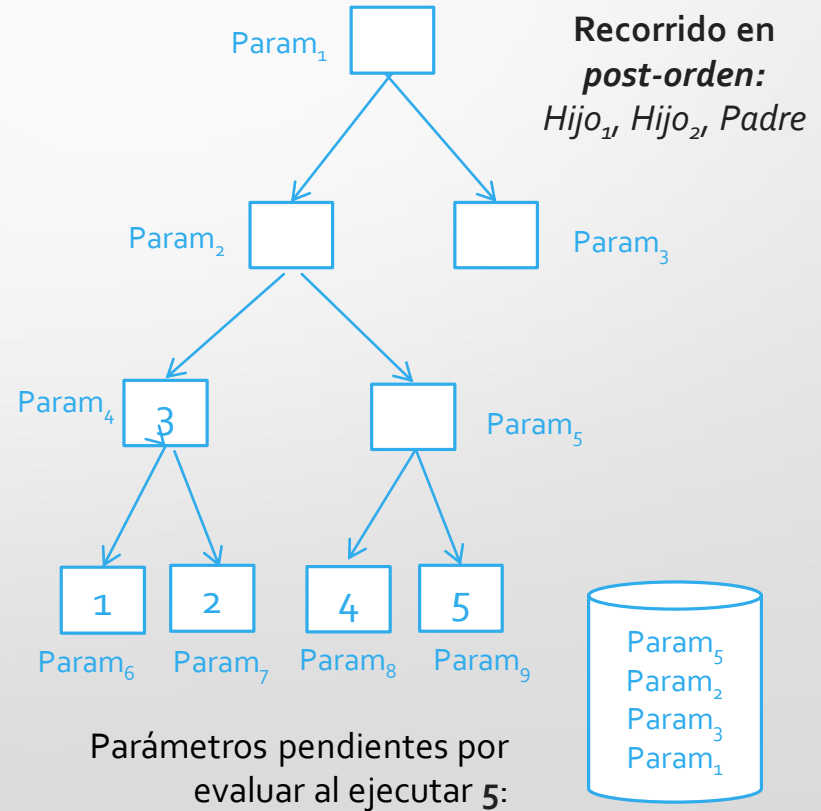 Param₁
Recorrido en
post-orden:
Hijo₁, Hijo₂, Padre
Param₂
Param₃
Param₄
3
Param₅
1
2
4
5
Param₆
Param₇
Param₈
Param₉
Param₅
Param₂
Param₃
Param₁
Parámetros pendientes por
evaluar al ejecutar 5: